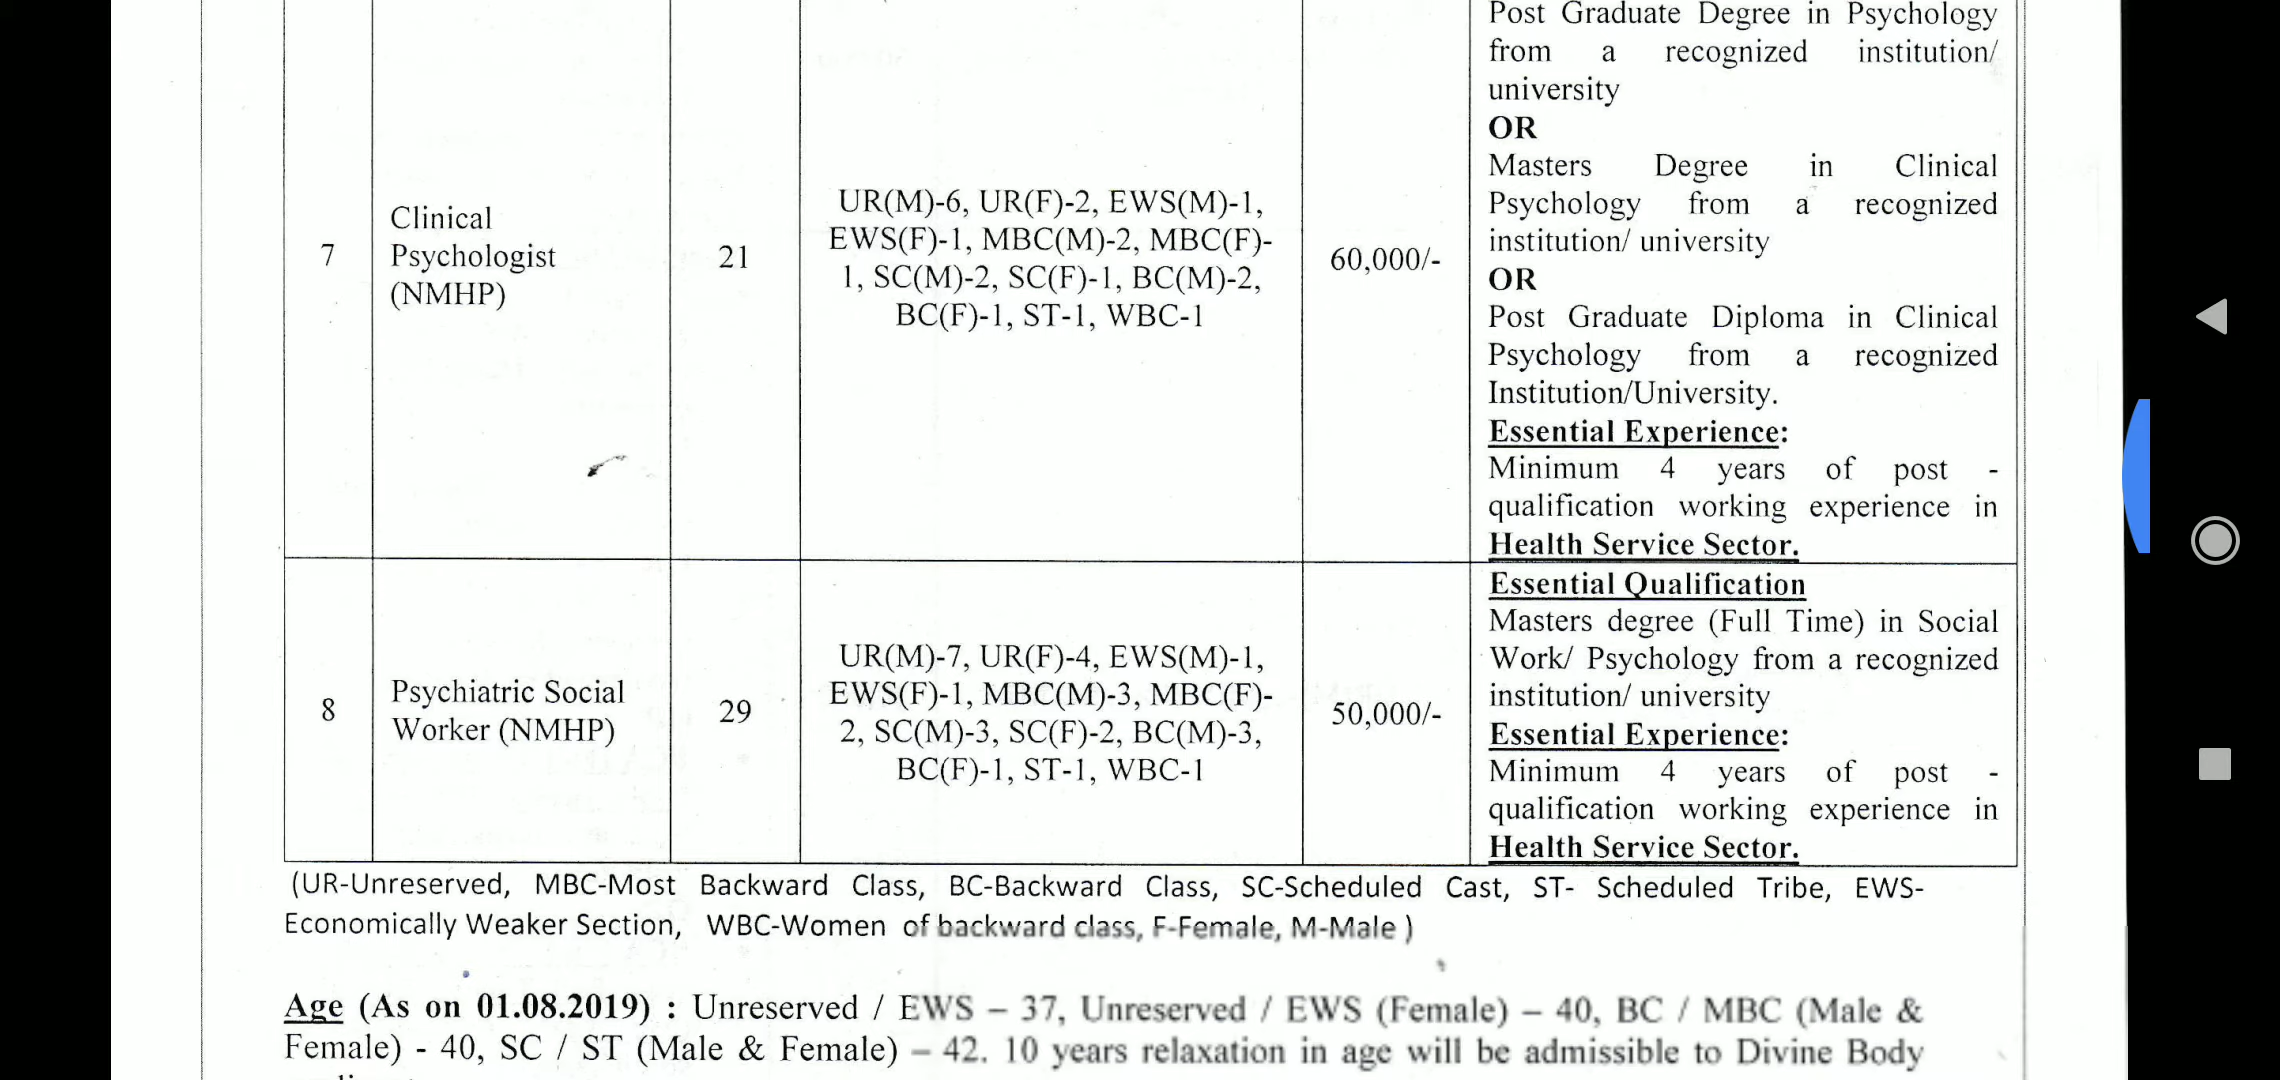 Post Graduate Degree in Psychology
from a recognized institution/
university
OR
Masters Degree in Clinical
Psychology from a recognized
institution/ university
OR
Post Graduate Diploma in Clinical
Psychology from a recognized
Institution/University.
Essential Experience:
Minimum 4 years of post -
qualification working experience in
Health Service Sector.
7
Clinical
Psychologist
(NMHP)
21
UR(M)-6, UR(F)-2, EWS(M)-1,
EWS(F)-1, MBC(M)-2, MBC(F)-
1, SC(M)-2, SC(F)-1, BC(M)-2,
BC(F)-1, ST-1, WBC-1
60,000/-
8
Psychiatric Social
Worker (NMHP)
29
UR(M)-7, UR(F)-4, EWS(M)-1,
EWS(F)-1, MBC(M)-3, MBC(F)-
2, SC(M)-3, SC(F)-2, BC(M)-3,
BC(F)-1, ST-1, WBC-1
50,000/-
Essential Qualification
Masters degree (Full Time) in Social
Work/ Psychology from a recognized
institution/ university
Essential Experience:
Minimum 4 years of post -
qualification working experience in
Health Service Sector.
(UR-Unreserved, MBC-Most Backward Class, BC-Backward Class, SC-Scheduled Cast, ST- Scheduled Tribe, EWS-
Economically Weaker Section, WBC-Women of backward class, F-Female, M-Male )
Age (As on 01.08.2019) : Unreserved / EWS – 37, Unreserved / EWS (Female) – 40, BC / MBC (Male &
Female) - 40, SC / ST (Male & Female) – 42. 10 years relaxation in age will be admissible to Divine Body